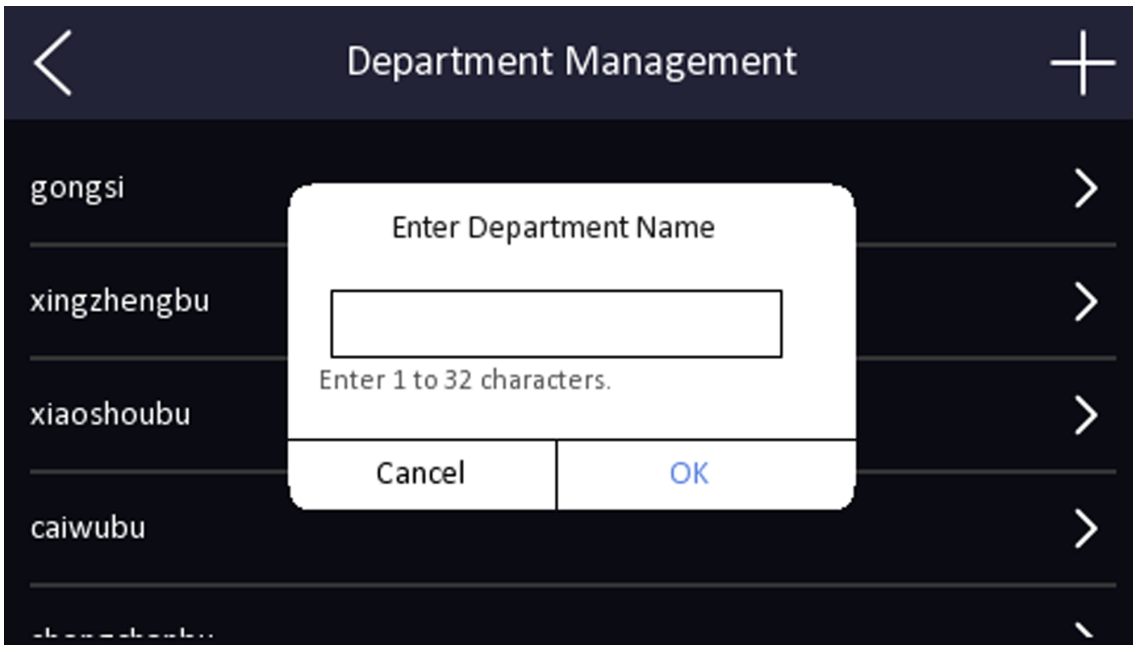 Department Management
gongsi
Enter Department Name
xingzhengbu
Enter 1 to 32 characters.
xiaoshoubu
Cancel
OK
caiwubu